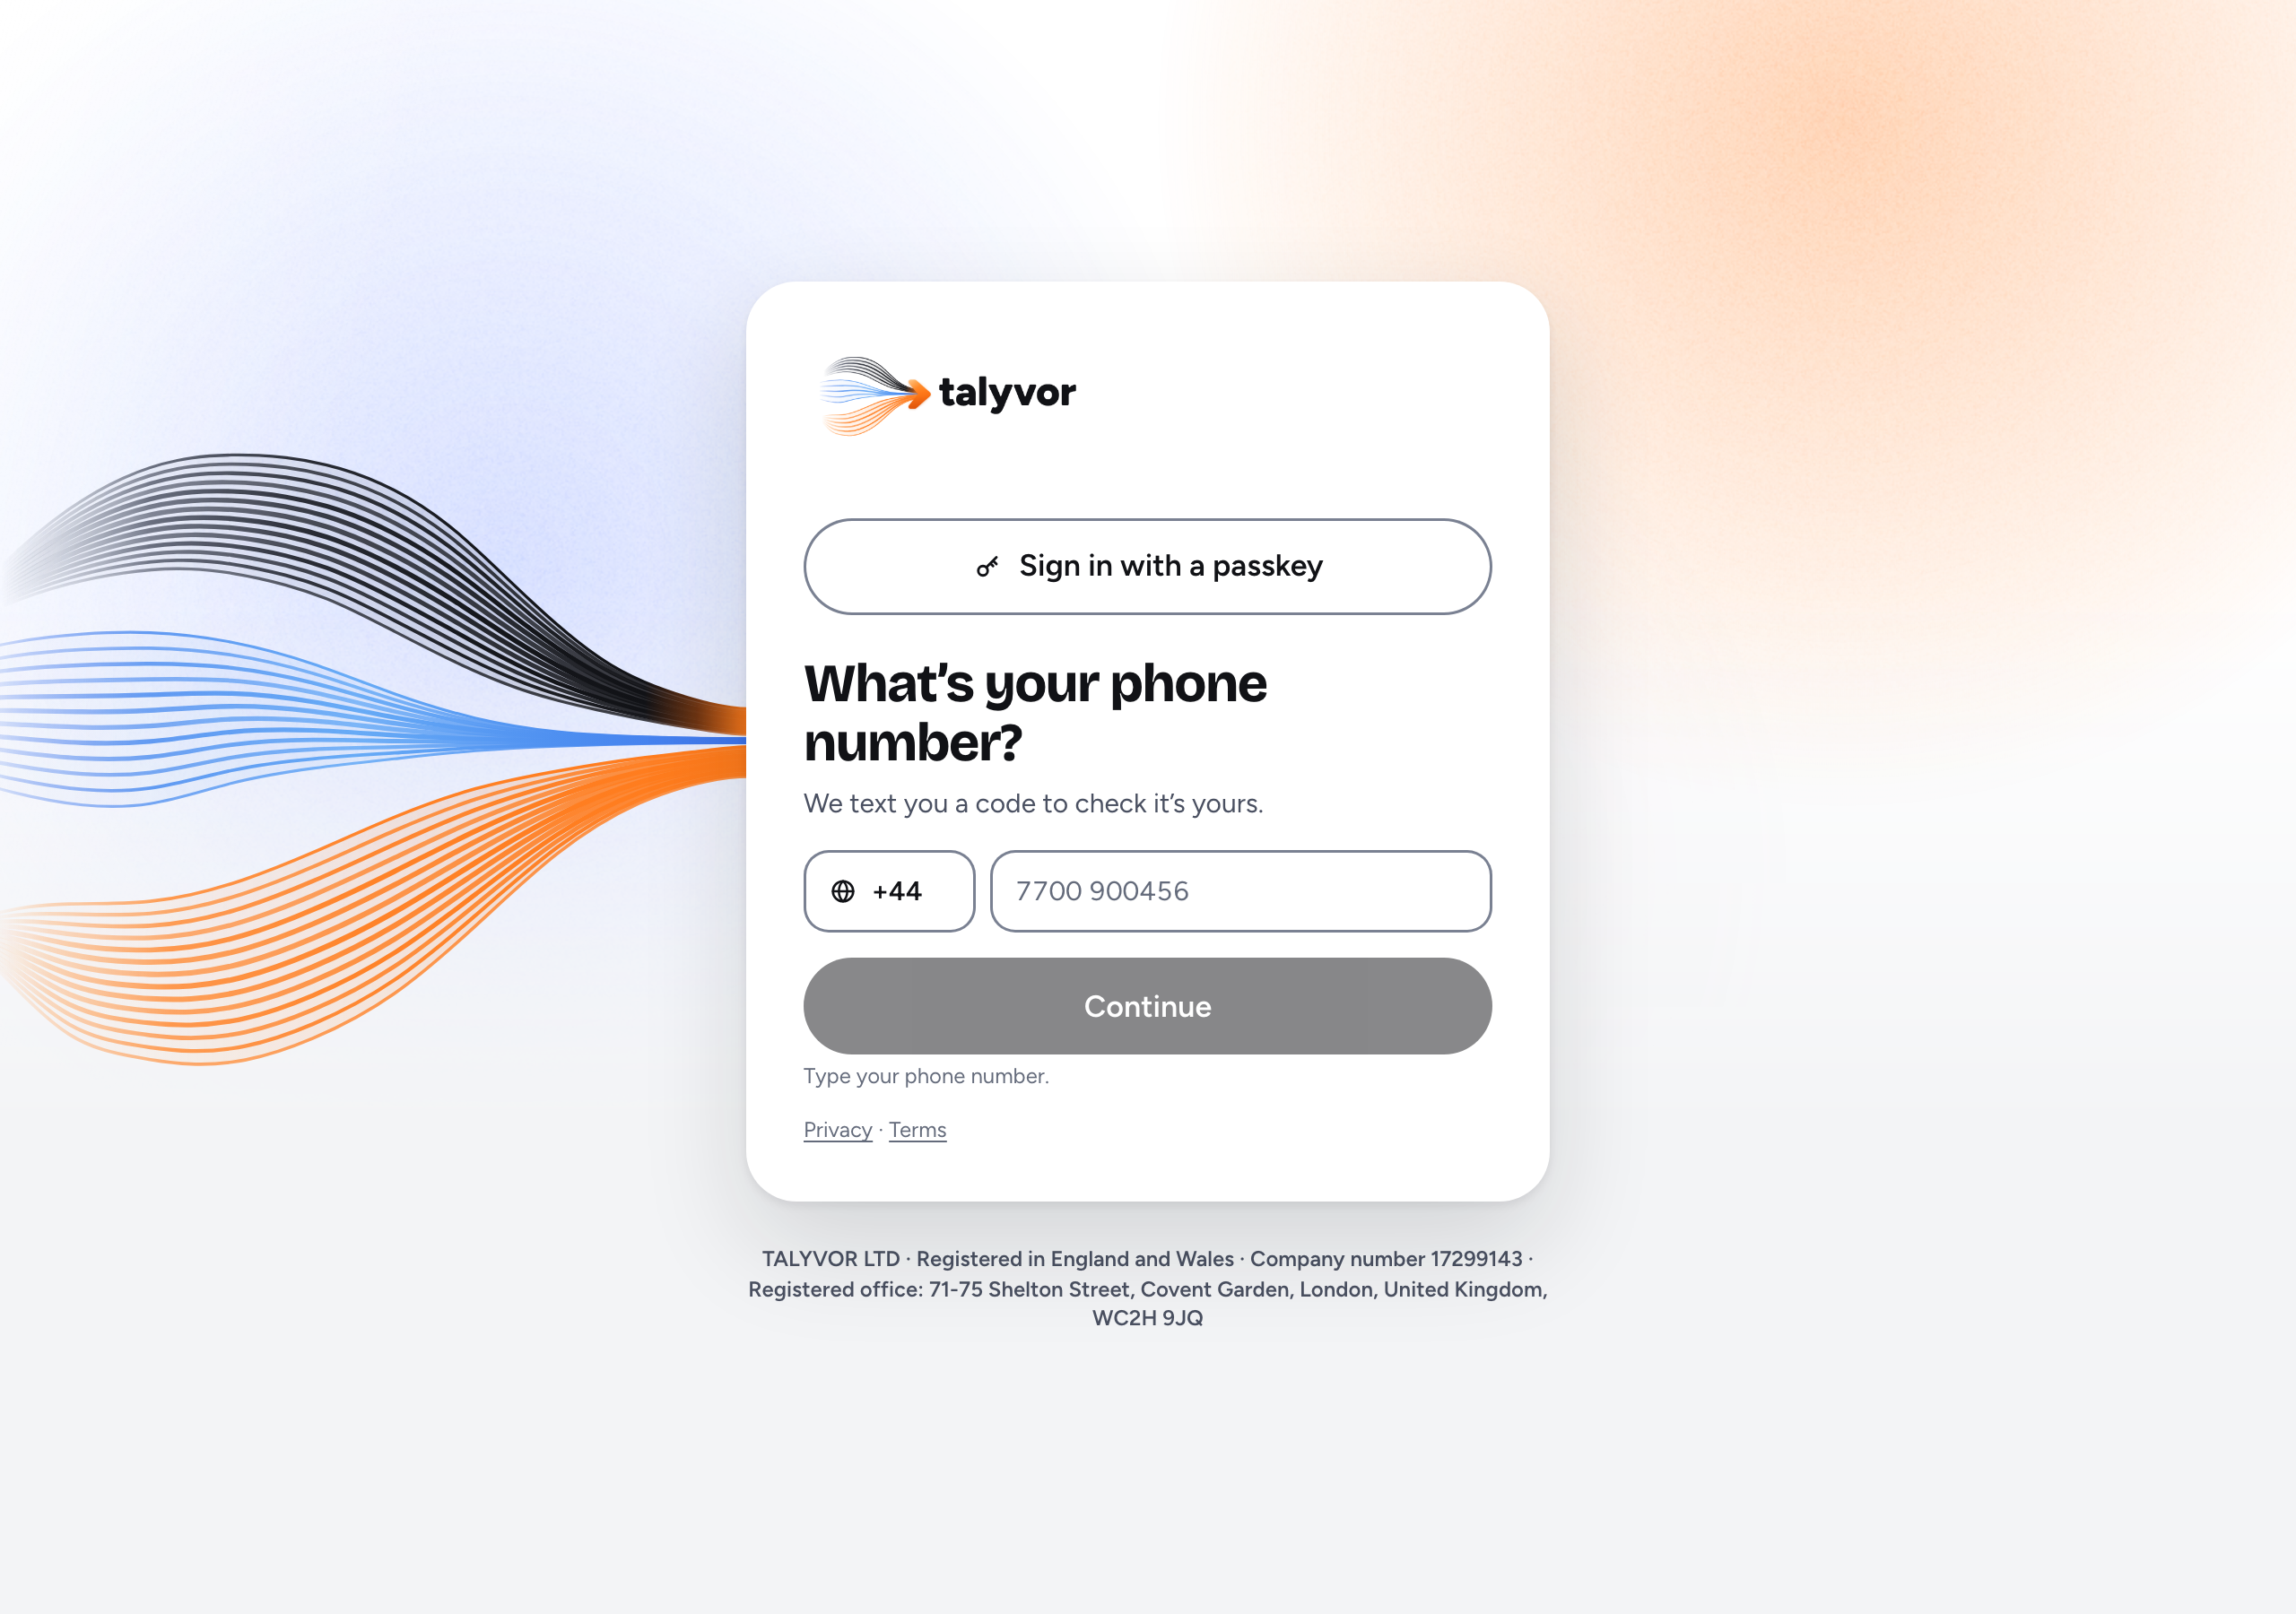 talyvor
Sign in with a passkey
What’s your phone
number?
We text you a code to check it’s yours.
+44
7700 900456
Continue
Type your phone number.
Privacy · Terms
TALYVOR LTD · Registered in England and Wales · Company number 17299143 ·
Registered office: 71-75 Shelton Street, Covent Garden, London, United Kingdom,
WC2H 9JQ